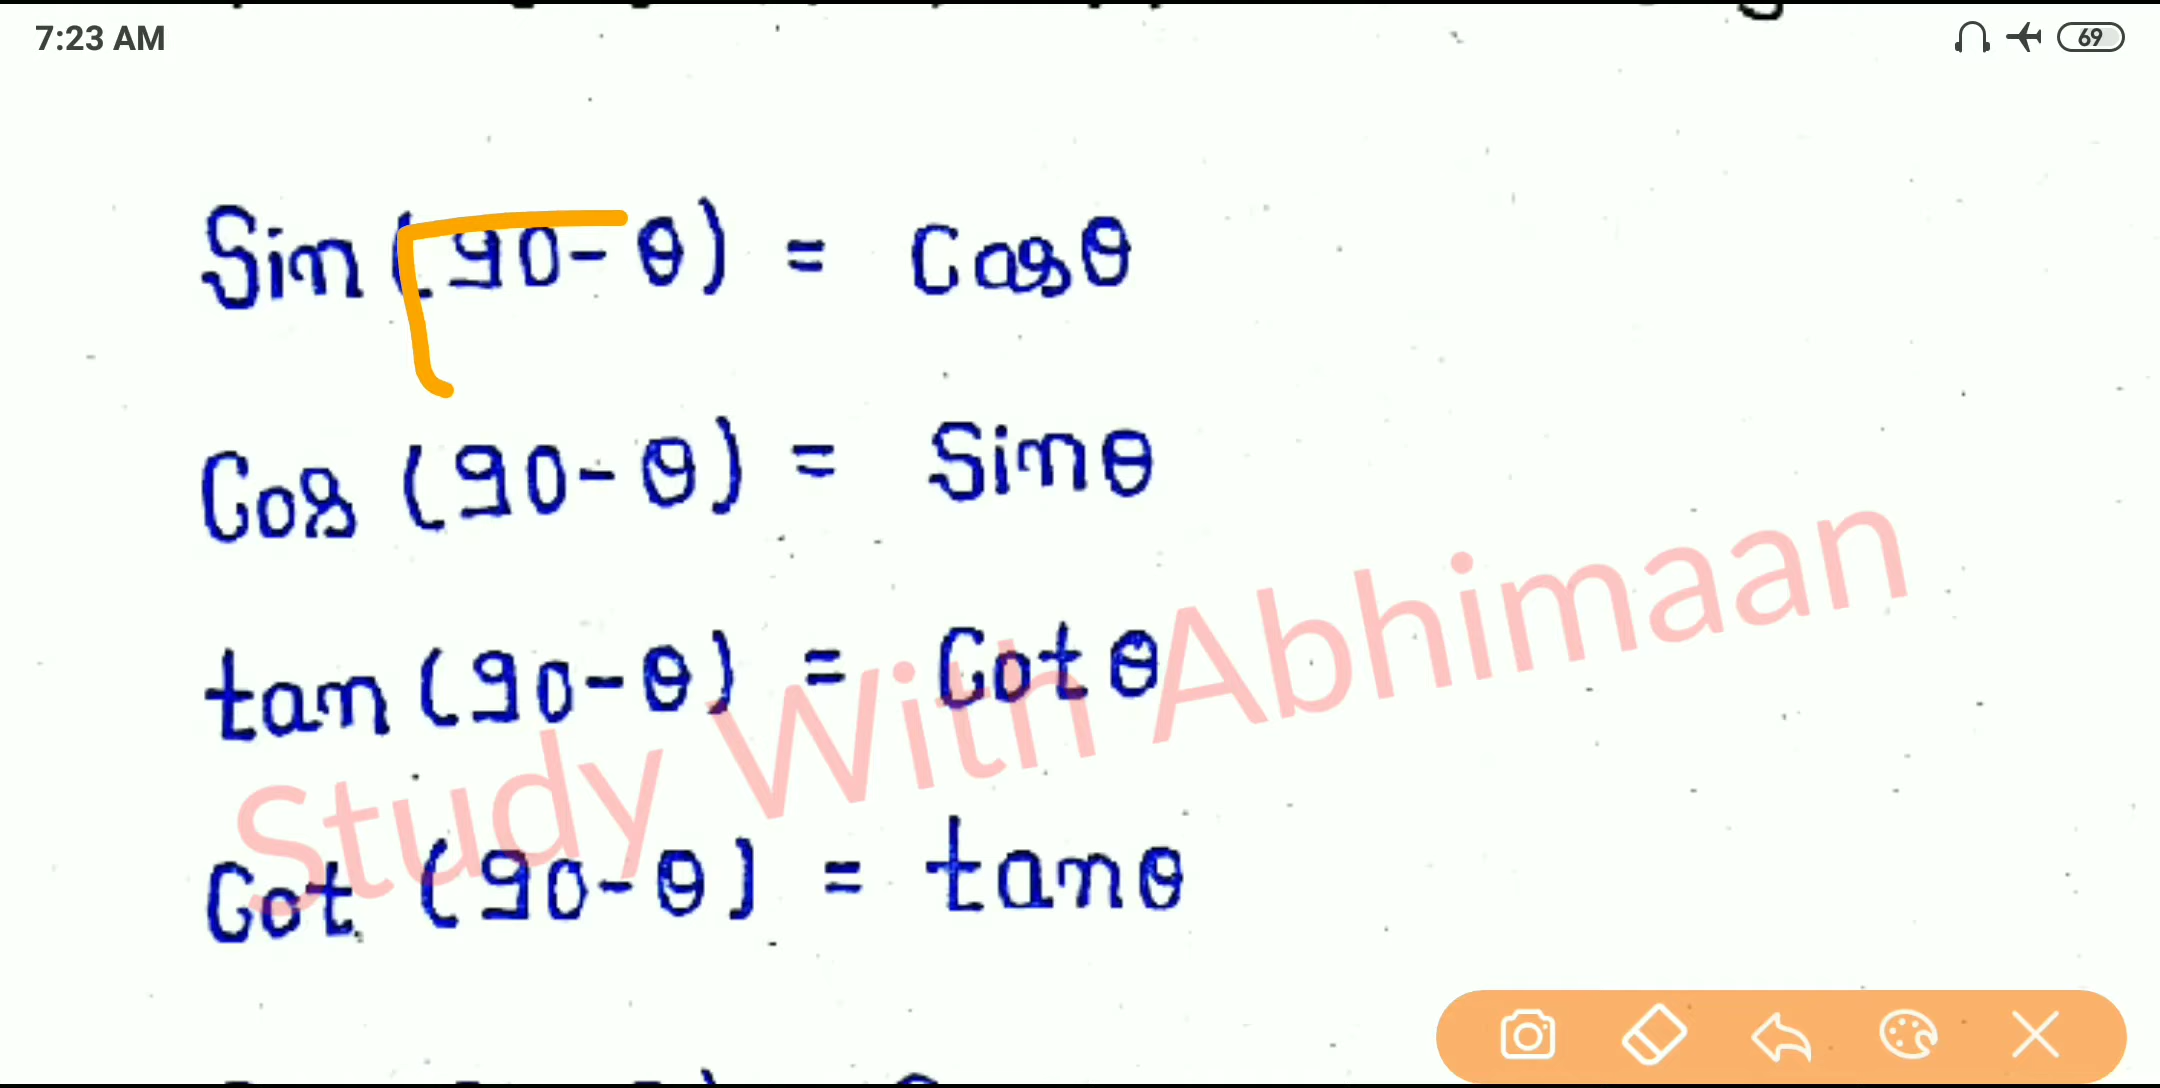 7:23 AM
69
Sin (90-θ) = Cosθ
Cos (90-θ) = Sinθ
tan (90-θ) = Cotθ
Cot (90-θ) = tanθ
Study With Abhimaan